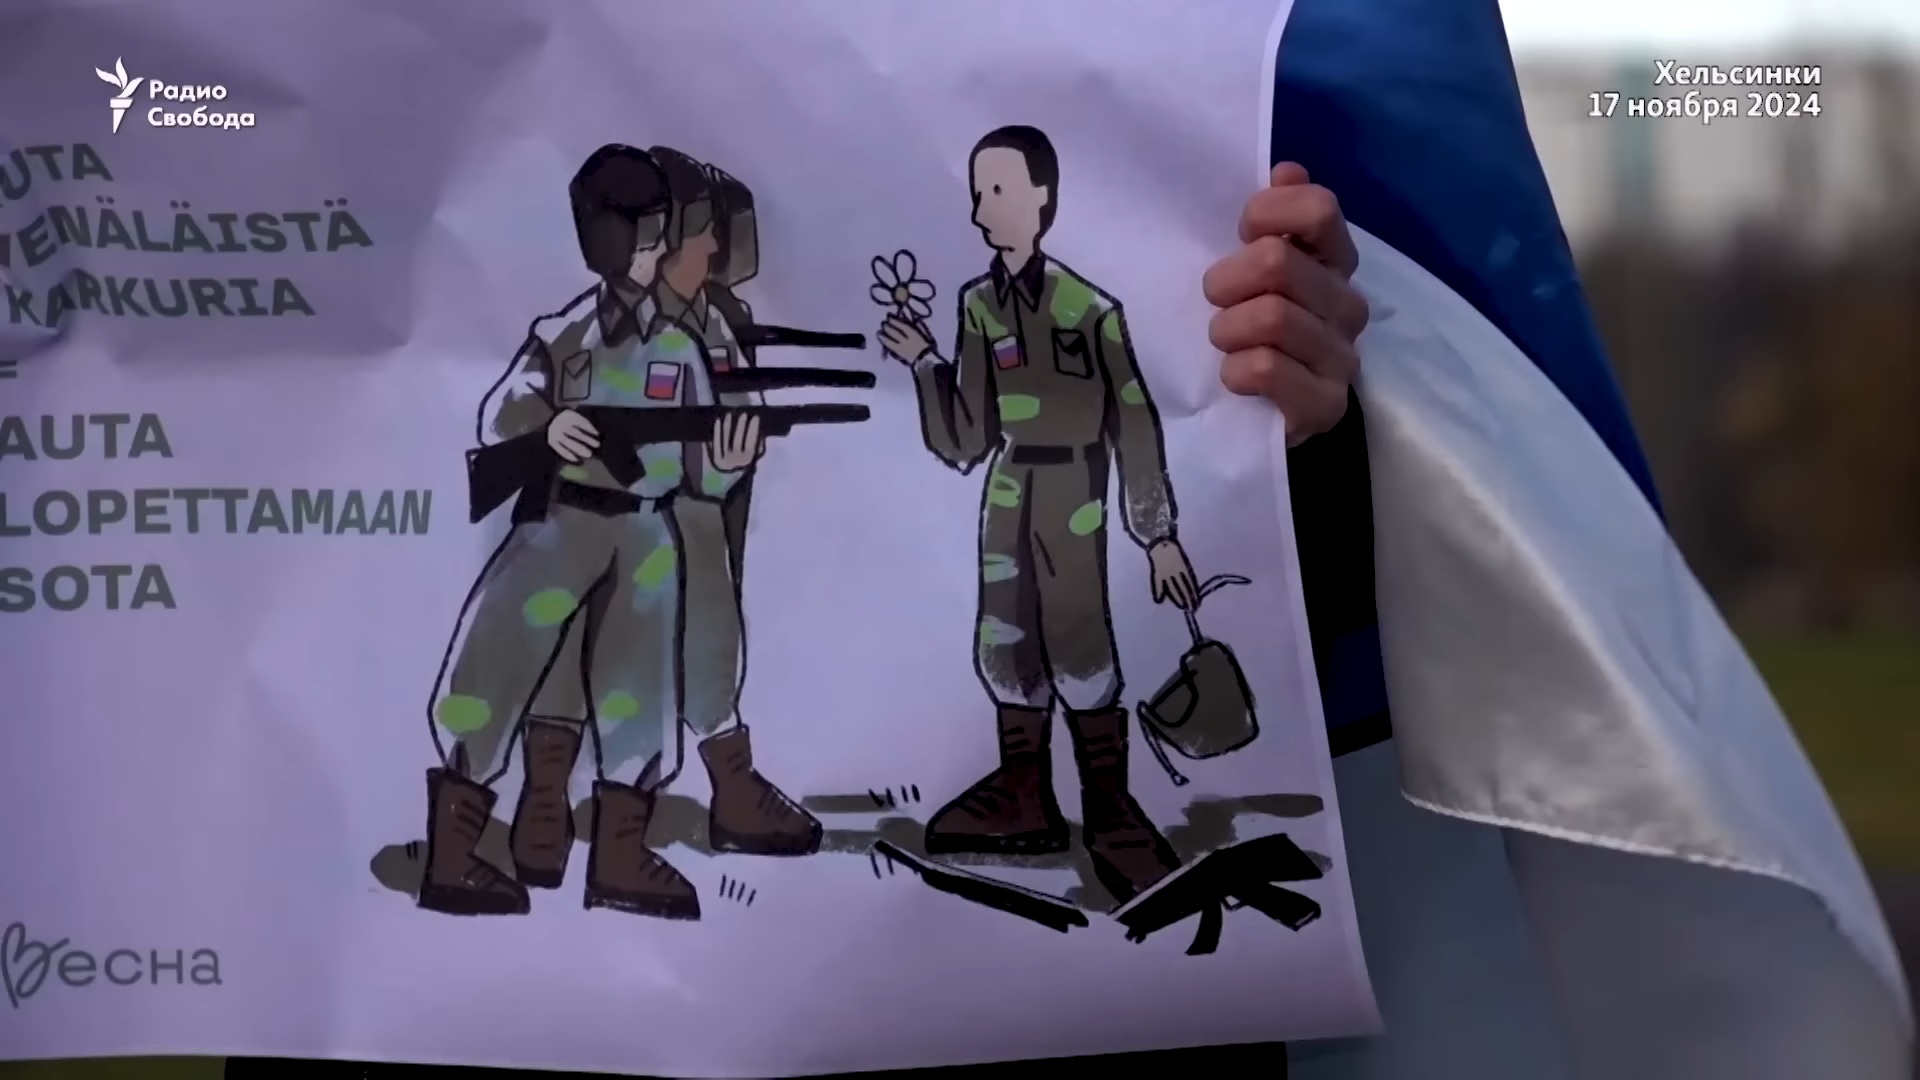 Радио
Свобода
Хельсинки
17 ноября 2024
UTA
VENÄLÄISTÄ
KARKURIA
=
AUTA
LOPETTAMAAN
SOTA
Весна